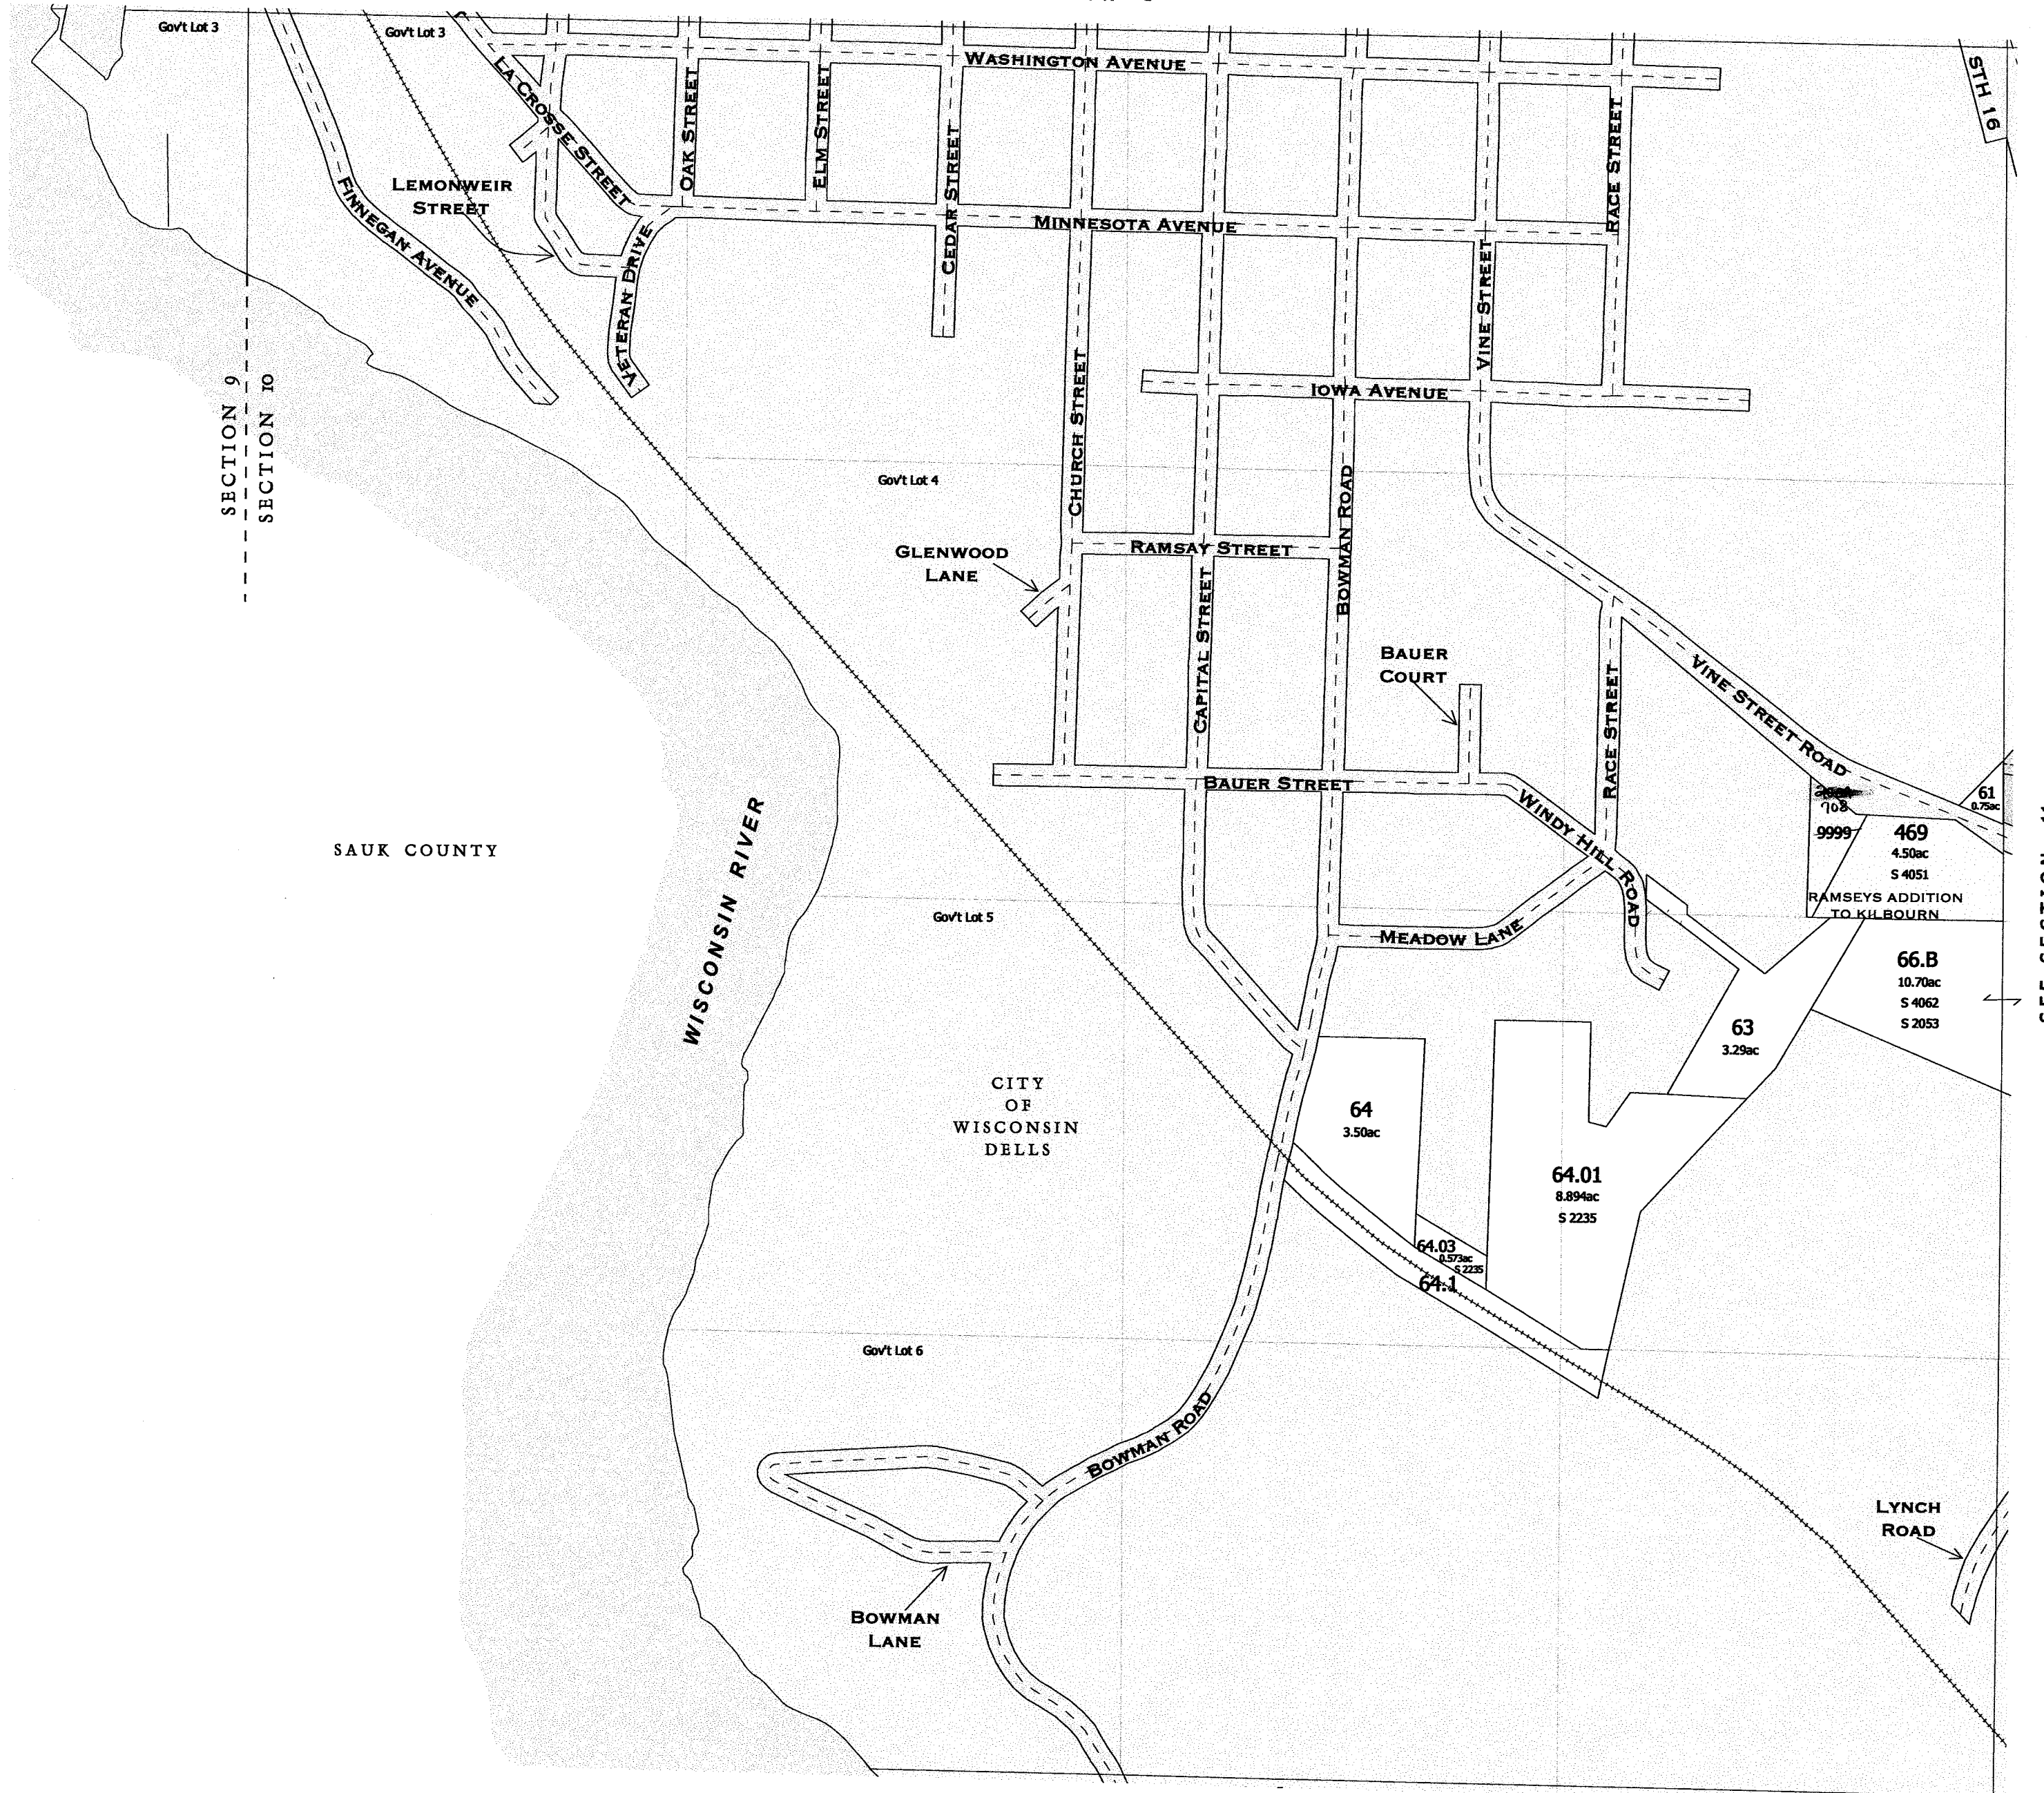 Gov't Lot 3
Gov't Lot 3
WASHINGTON AVENUE
STH 16
LA CROSSE STREET
OAK STREET
ELM STREET
CEDAR STREET
RACE STREET
LEMONWEIR
STREET
FINNEGAN AVENUE
VETERAN DRIVE
MINNESOTA AVENUE
VINE STREET
IOWA AVENUE
SECTION 9
SECTION 10
CHURCH STREET
Gov't Lot 4
BOWMAN ROAD
RAMSAY STREET
GLENWOOD
LANE
CAPITAL STREET
BAUER
COURT
RACE STREET
VINE STREET ROAD
BAUER STREET
WINDY HILL ROAD
61
0.75ac
708
9999
469
4.50ac
S 4051
RAMSEYS ADDITION
TO KILBOURN
SAUK COUNTY
WISCONSIN RIVER
Gov't Lot 5
MEADOW LANE
66.B
10.70ac
S 4062
S 2053
63
3.29ac
CITY
OF
WISCONSIN
DELLS
64
3.50ac
64.01
8.894ac
S 2235
64.03
0.573ac
S 2235
64.1
Gov't Lot 6
BOWMAN ROAD
LYNCH
ROAD
BOWMAN
LANE